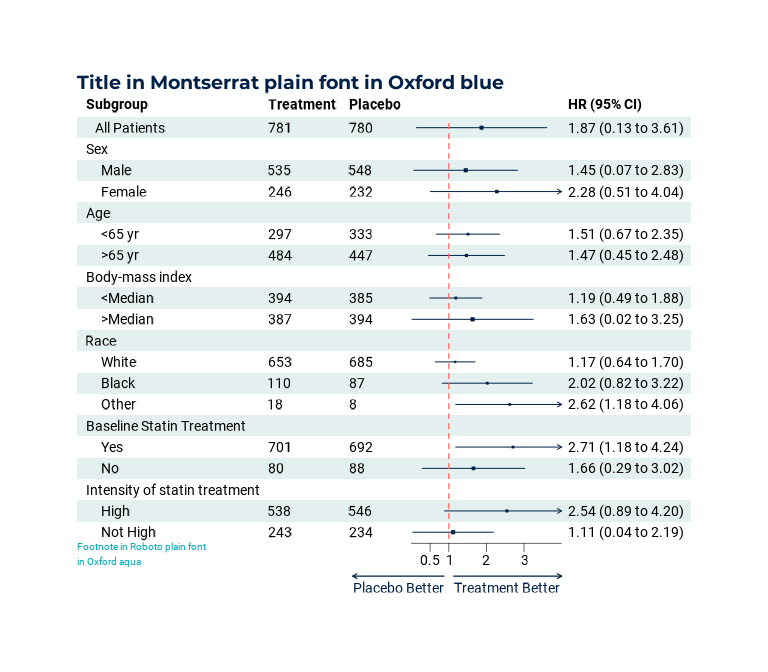 Title in Montserrat plain font in Oxford blue
Subgroup Treatment Placebo HR (95% CI)
All Patients 781 780 1.87 (0.13 to 3.61)
Sex
Male 535 548 1.45 (0.07 to 2.83)
Female 246 232 2.28 (0.51 to 4.04)
Age
<65 yr 297 333 1.51 (0.67 to 2.35)
>65 yr 484 447 1.47 (0.45 to 2.48)
Body-mass index
<Median 394 385 1.19 (0.49 to 1.88)
>Median 387 394 1.63 (0.02 to 3.25)
Race
White 653 685 1.17 (0.64 to 1.70)
Black 110 87 2.02 (0.82 to 3.22)
Other 18 8 2.62 (1.18 to 4.06)
Baseline Statin Treatment
Yes 701 692 2.71 (1.18 to 4.24)
No 80 88 1.66 (0.29 to 3.02)
Intensity of statin treatment
High 538 546 2.54 (0.89 to 4.20)
Not High 243 234 1.11 (0.04 to 2.19)
Footnote in Roboto plain font
in Oxford aqua
0.5 1 2 3
Placebo Better Treatment Better